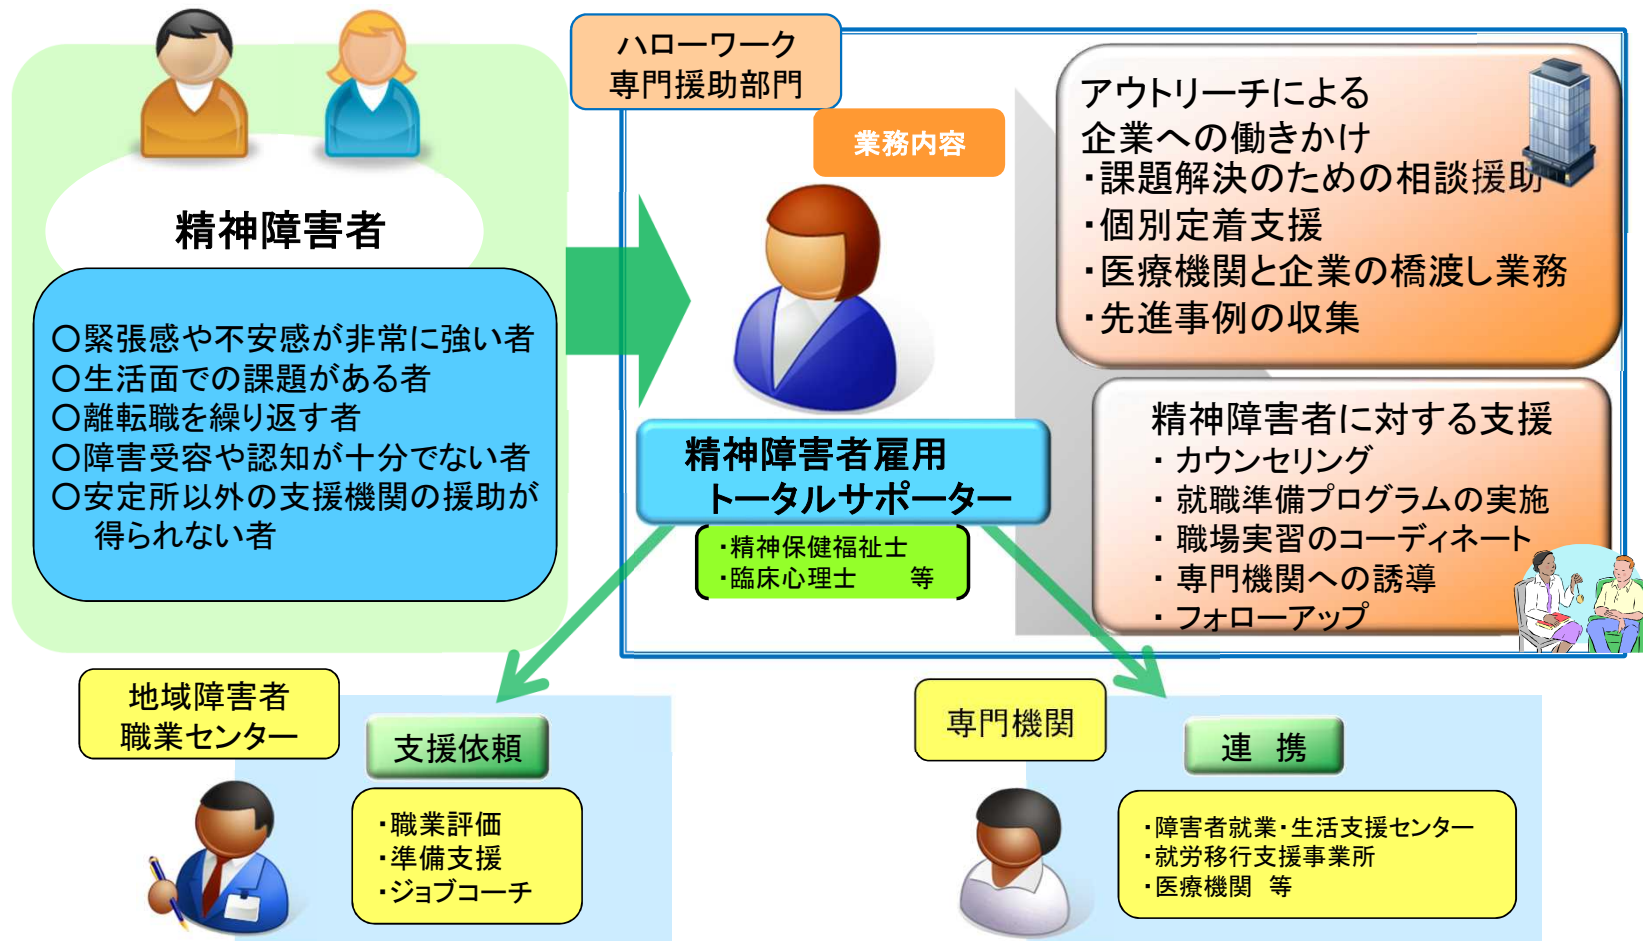 精神障害者
〇緊張感や不安感が非常に強い者
〇生活面での課題がある者
〇離転職を繰り返す者
〇障害受容や認知が十分でない者
〇安定所以外の支援機関の援助が
得られない者
ハローワーク
専門援助部門
業務内容
精神障害者雇用
トータルサポーター
・精神保健福祉士
・臨床心理士　　等
アウトリーチによる
企業への働きかけ
・課題解決のための相談援助
・個別定着支援
・医療機関と企業の橋渡し業務
・先進事例の収集
精神障害者に対する支援
・ カウンセリング
・ 就職準備プログラムの実施
・ 職場実習のコーディネート
・ 専門機関への誘導
・ フォローアップ
地域障害者
職業センター
支援依頼
・職業評価
・準備支援
・ジョブコーチ
専門機関
連　携
・障害者就業・生活支援センター
・就労移行支援事業所
・医療機関　等